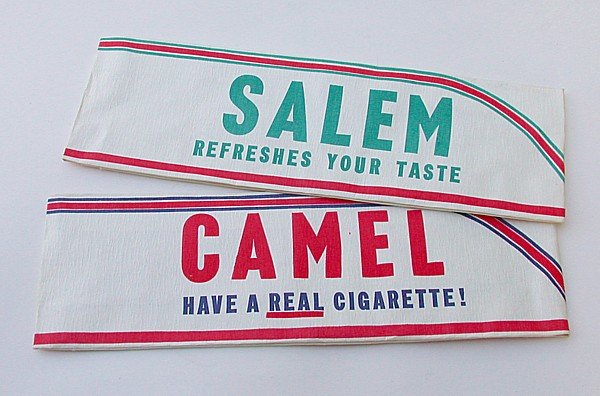 SALEM
REFRESHES YOUR TASTE
CAMEL
HAVE A REAL CIGARETTE!